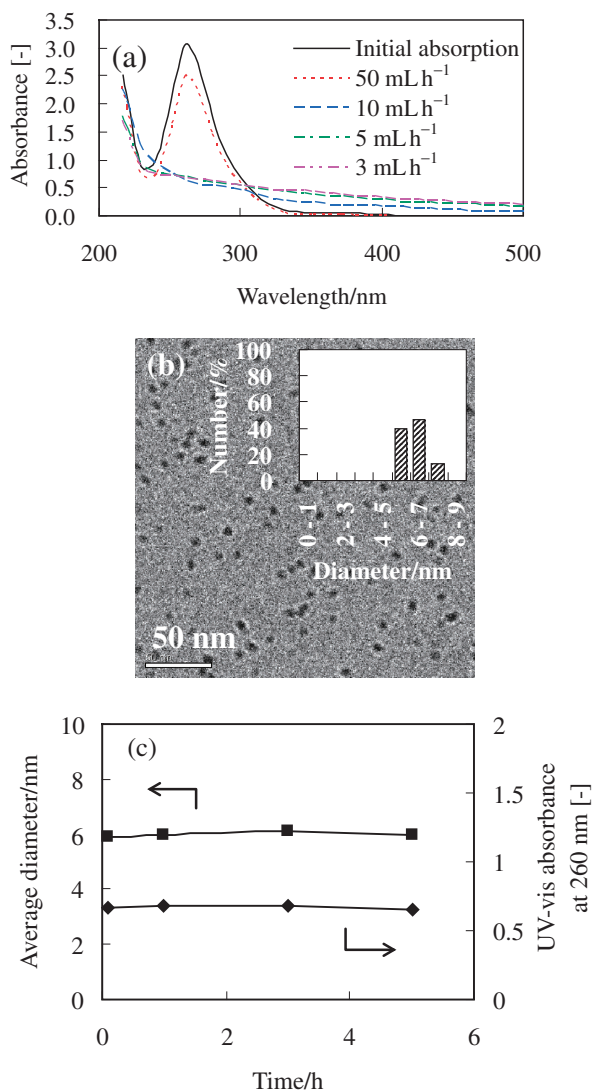 (a)
Absorbance [-]
3.5
3.0
2.5
2.0
1.5
1.0
0.5
0.0
Initial absorption
50 mLh⁻¹
10 mLh⁻¹
5 mLh⁻¹
3 mLh⁻¹
200
300
400
500
Wavelength/nm
(b)
Number/%
100
80
60
40
20
0
0 - 1
2 - 3
4 - 5
6 - 7
8 - 9
Diameter/nm
50 nm
(c)
Average diameter/nm
10
8
6
4
2
0
2
1.5
1
0.5
0
UV-vis absorbance
at 260 nm [-]
0
2
4
6
Time/h